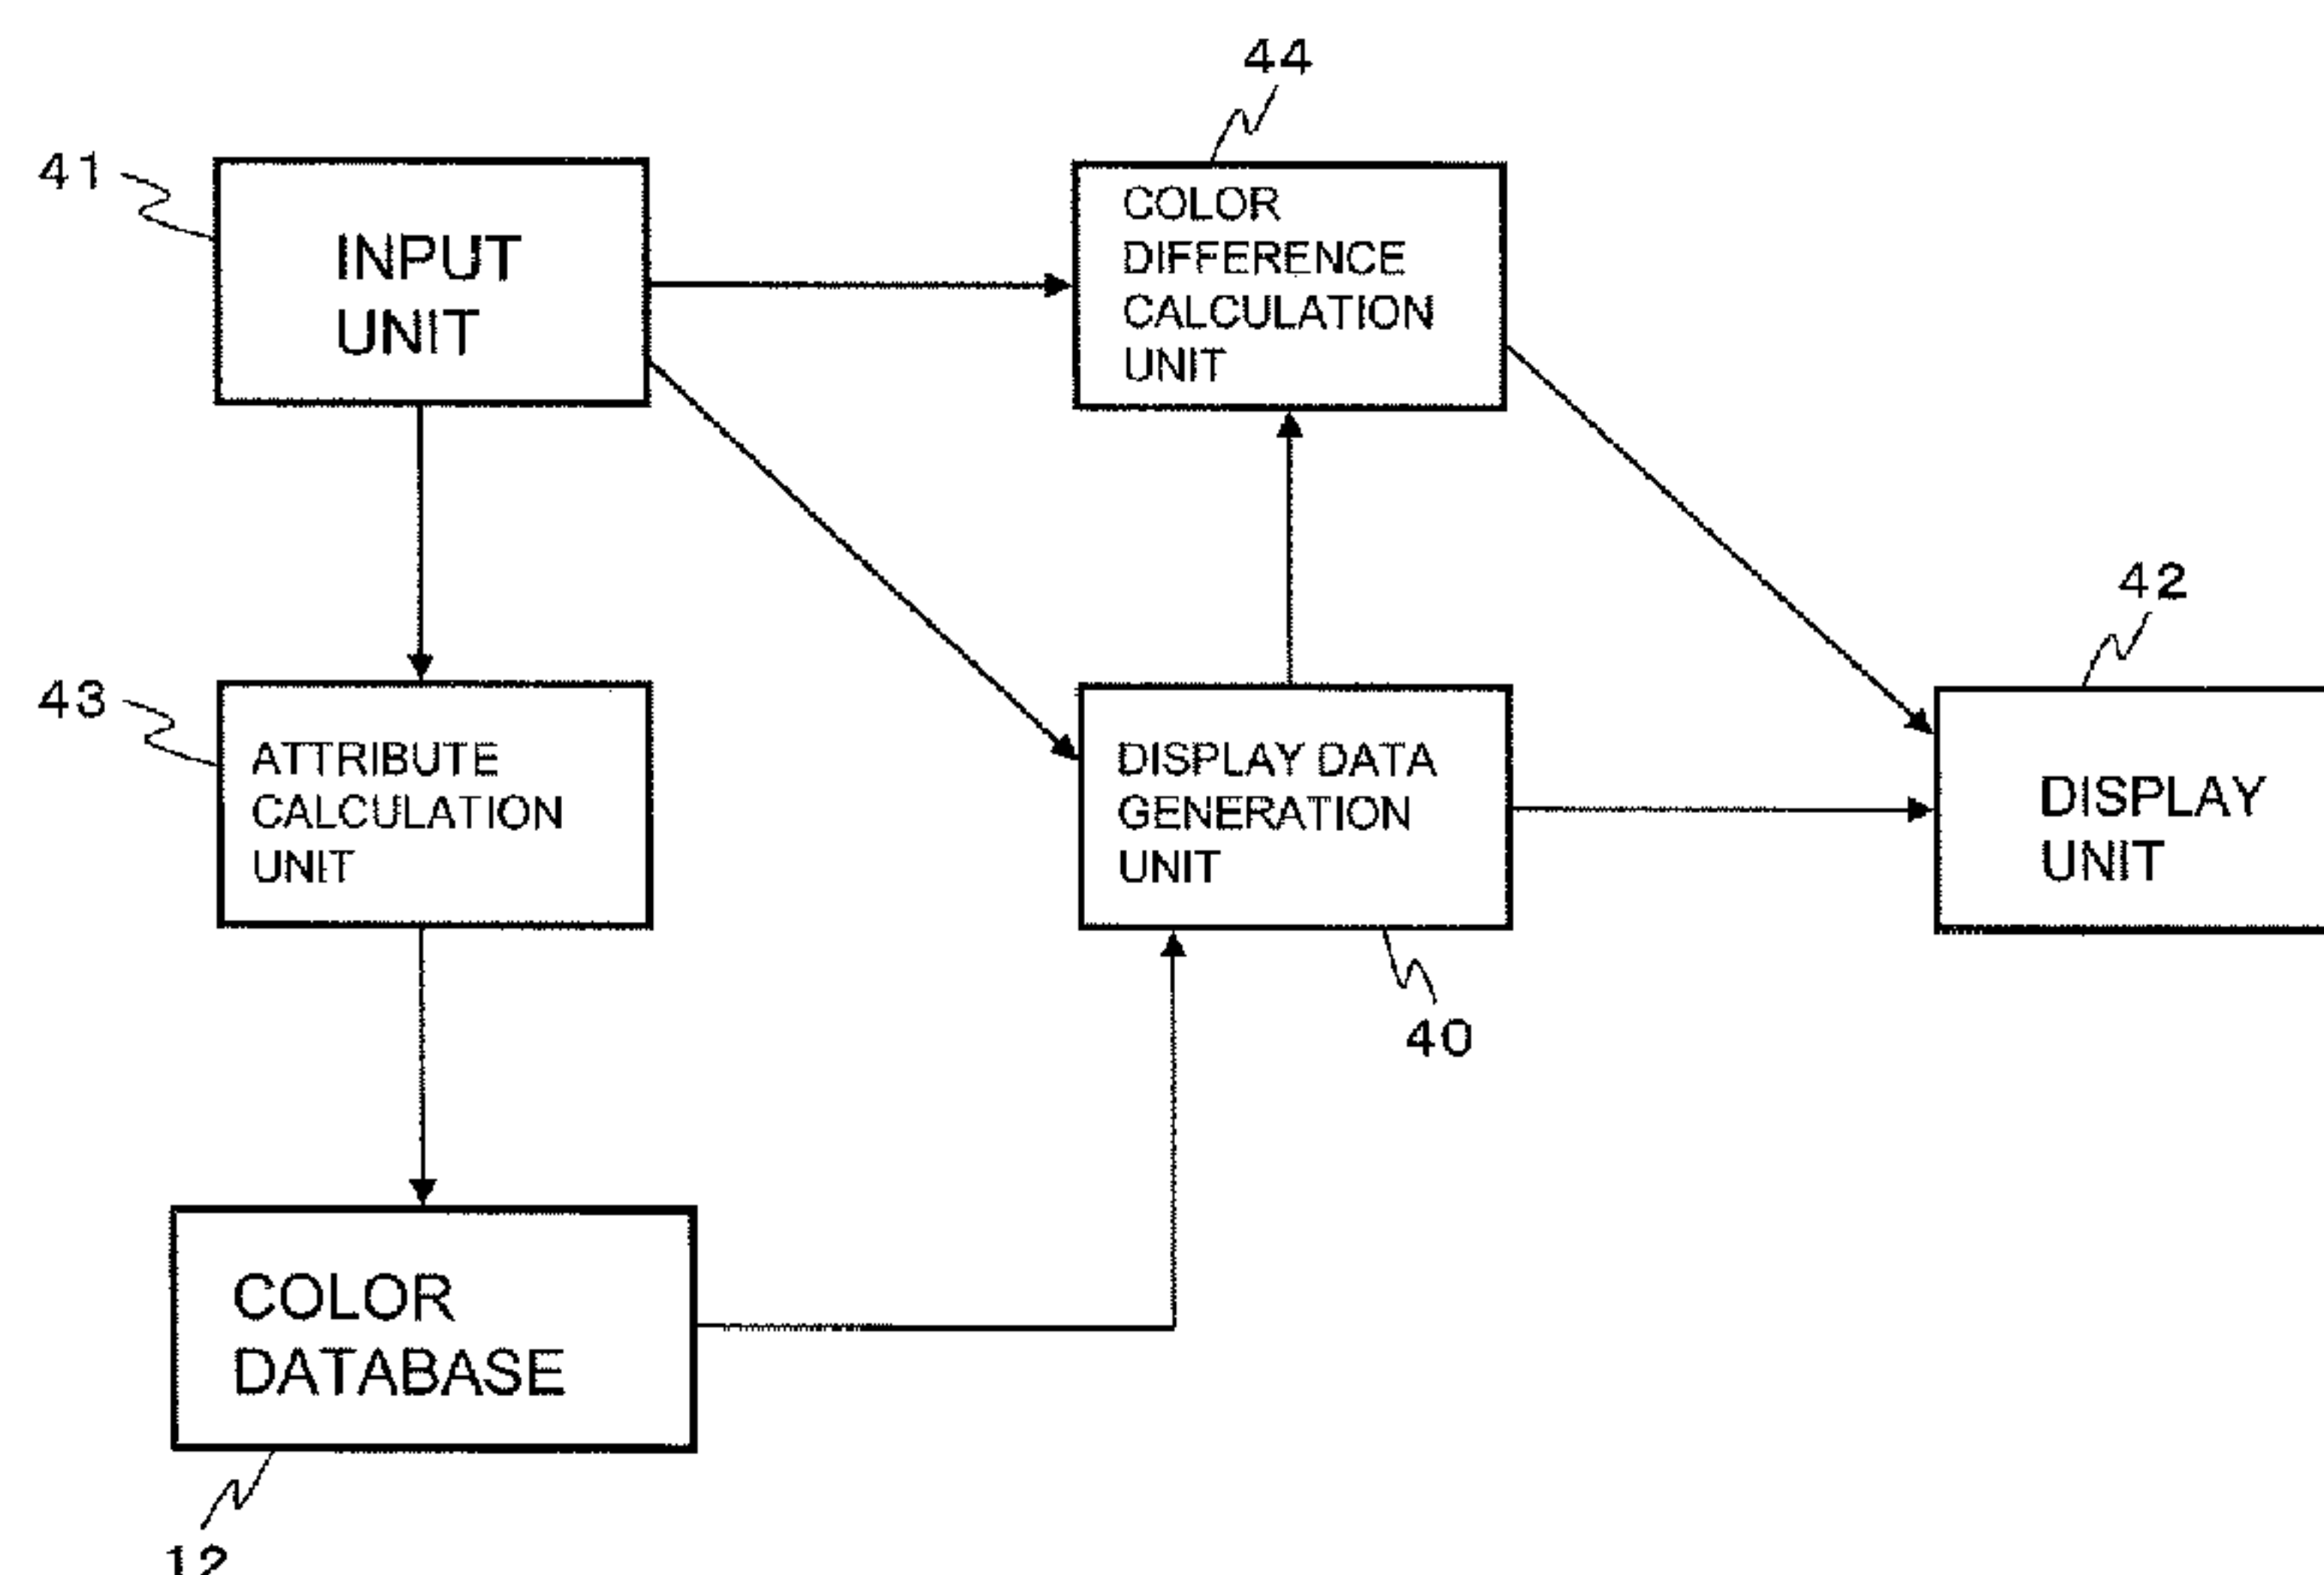 44
41
INPUT
UNIT
COLOR
DIFFERENCE
CALCULATION
UNIT
42
43
ATTRIBUTE
CALCULATION
UNIT
DISPLAY DATA
GENERATION
UNIT
DISPLAY
UNIT
40
COLOR
DATABASE
12